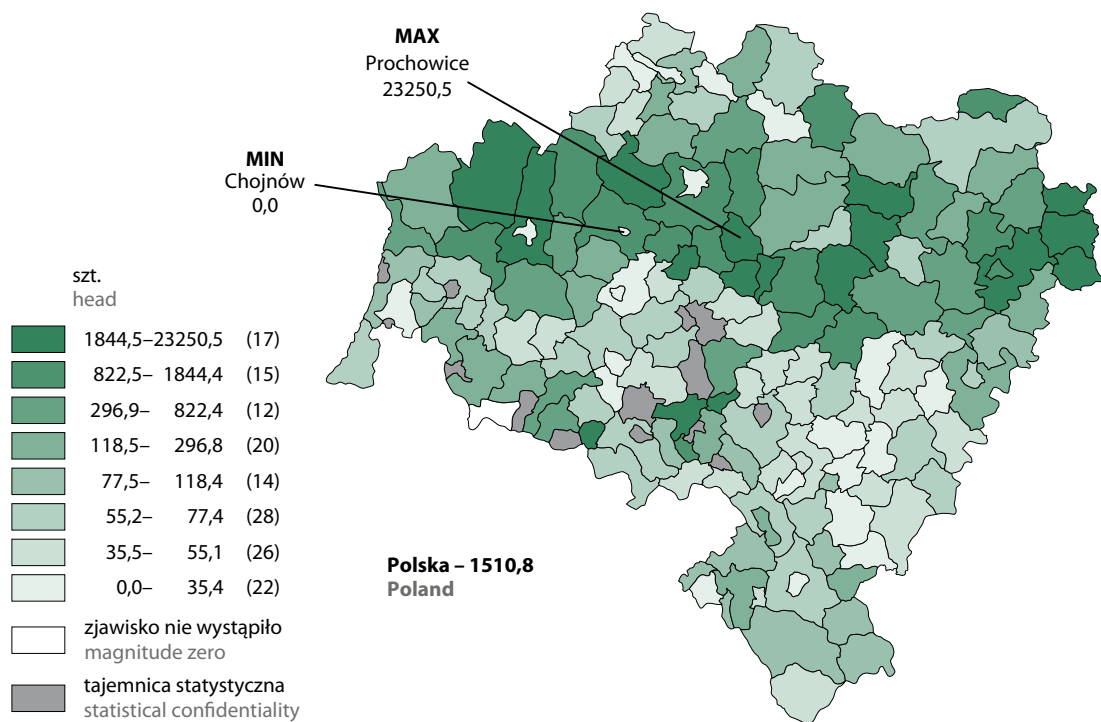 MAX
Prochowice
23250,5
MIN
Chojnów
0,0
szt.
head
1844,5–23250,5 (17)
822,5– 1844,4 (15)
296,9– 822,4 (12)
118,5– 296,8 (20)
77,5– 118,4 (14)
55,2– 77,4 (28)
35,5– 55,1 (26)
0,0– 35,4 (22)
zjawisko nie wystąpiło
magnitude zero
tajemnica statystyczna
statistical confidentiality
Polska – 1510,8
Poland